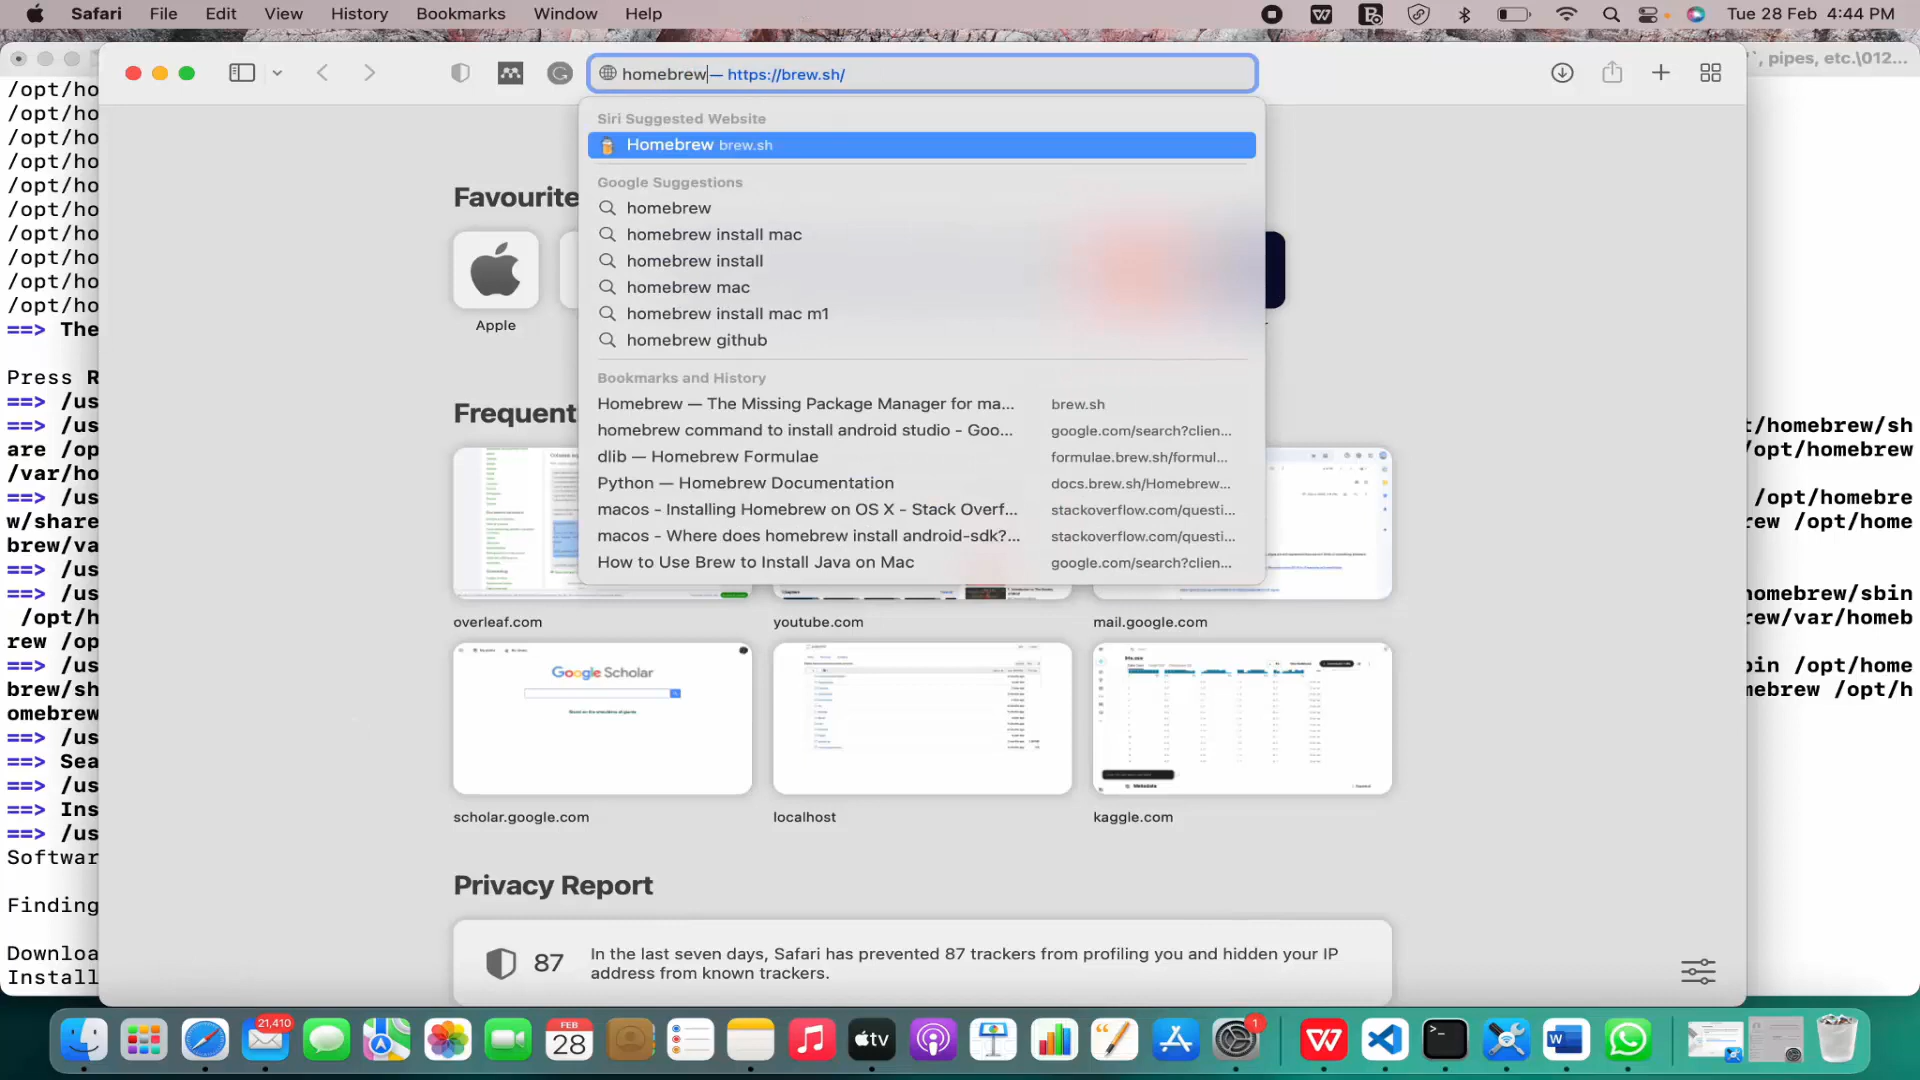 Safari File Edit View History Bookmarks Window Help Tue 28 Feb 4:44 PM
`, pipes, etc.\012...
homebrew — https://brew.sh/
Siri Suggested Website
Homebrew brew.sh
Google Suggestions
homebrew
homebrew install mac
homebrew install
homebrew mac
homebrew install mac m1
homebrew github
Bookmarks and History
Homebrew — The Missing Package Manager for ma... brew.sh
homebrew command to install android studio - Goo... google.com/search?clien...
dlib — Homebrew Formulae formulae.brew.sh/formul...
Python — Homebrew Documentation docs.brew.sh/Homebrew...
macos - Installing Homebrew on OS X - Stack Overf... stackoverflow.com/questi...
macos - Where does homebrew install android-sdk?... stackoverflow.com/questi...
How to Use Brew to Install Java on Mac google.com/search?clien...
Favourite
Apple
Frequent
overleaf.com
youtube.com
mail.google.com
Google Scholar
scholar.google.com
localhost
kaggle.com
Privacy Report
87 In the last seven days, Safari has prevented 87 trackers from profiling you and hidden your IP
address from known trackers.
/opt/ho
/opt/ho
/opt/ho
/opt/ho
/opt/ho
/opt/ho
/opt/ho
/opt/ho
/opt/ho
/opt/ho
==> The
Press R
==> /us
==> /us t/homebrew/sh
are /op /opt/homebrew
/var/ho
==> /us /opt/homebre
w/share rew /opt/home
brew/va
==> /us
==> /us homebrew/sbin
/opt/h rew/var/homeb
rew /op
==> /us bin /opt/home
brew/sh mebrew /opt/h
omebrew
==> /us
==> Sea
==> /us
==> Ins
==> /us
Softwar
Finding
Downloa
Install
21,410
FEB
28
tv
1